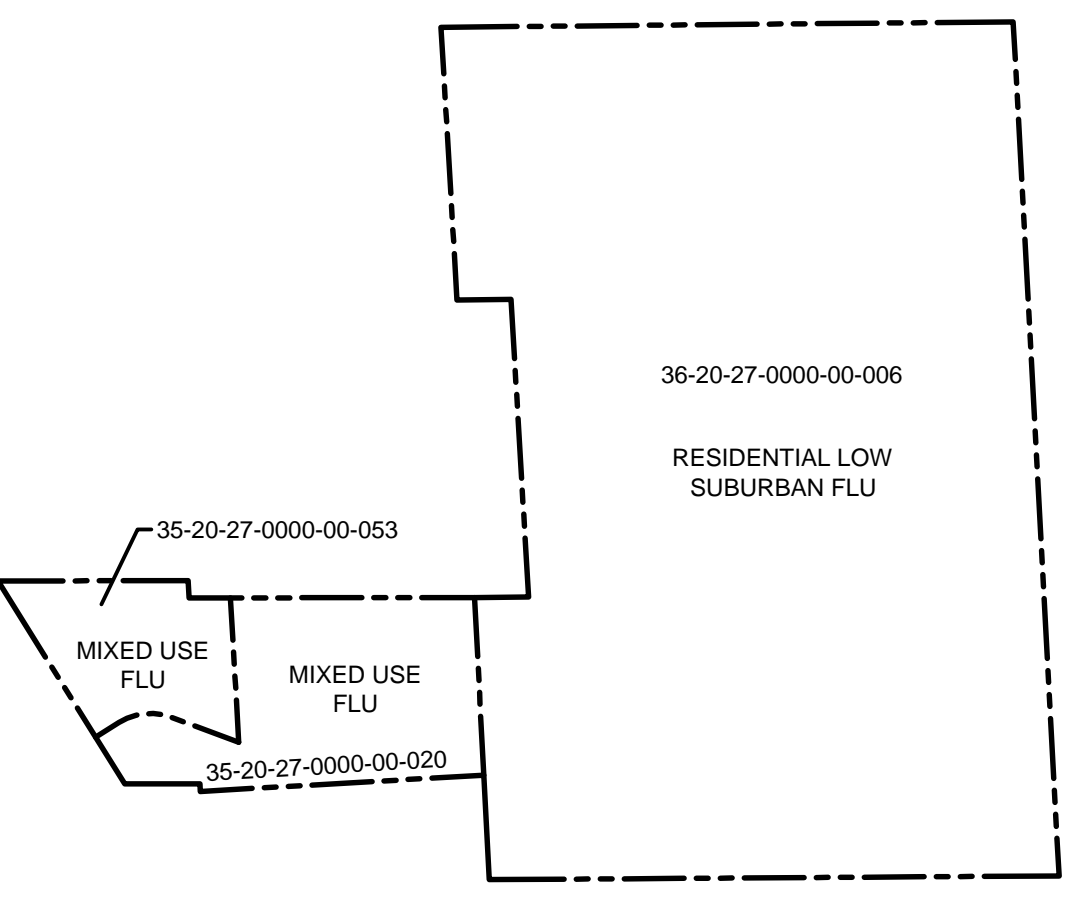 36-20-27-0000-00-006
RESIDENTIAL LOW
SUBURBAN FLU
35-20-27-0000-00-053
MIXED USE
FLU
MIXED USE
FLU
35-20-27-0000-00-020